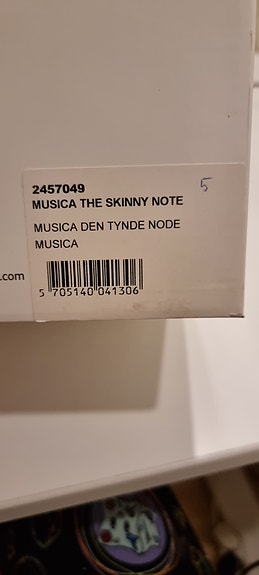 2457049
5
MUSICA THE SKINNY NOTE
MUSICA DEN TYNDE NODE
MUSICA
.com
5 705140 041306